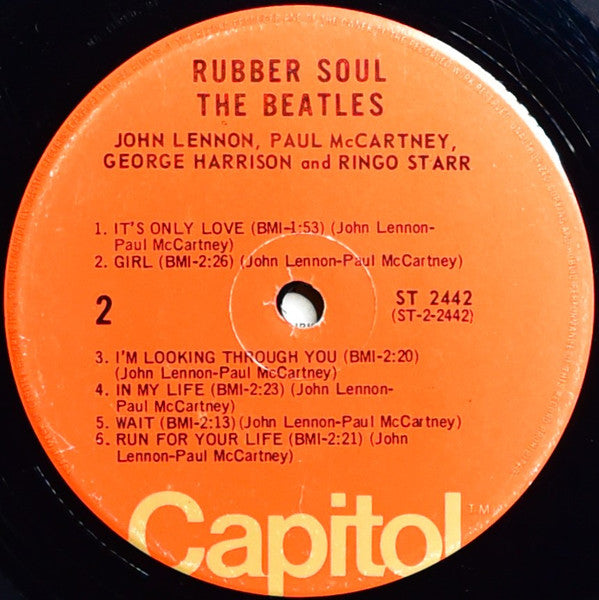 RUBBER SOUL
THE BEATLES
JOHN LENNON, PAUL McCARTNEY,
GEORGE HARRISON and RINGO STARR
1. IT'S ONLY LOVE (BMI-1:53) (John Lennon-
Paul McCartney)
2. GIRL (BMI-2:26) (John Lennon-Paul McCartney)
2
ST 2442
(ST-2-2442)
3. I'M LOOKING THROUGH YOU (BMI-2:20)
(John Lennon-Paul McCartney)
4. IN MY LIFE (BMI-2:23) (John Lennon-
Paul McCartney)
5. WAIT (BMI-2:13) (John Lennon-Paul McCartney)
6. RUN FOR YOUR LIFE (BMI-2:21) (John
Lennon-Paul McCartney)
Capitol
TM